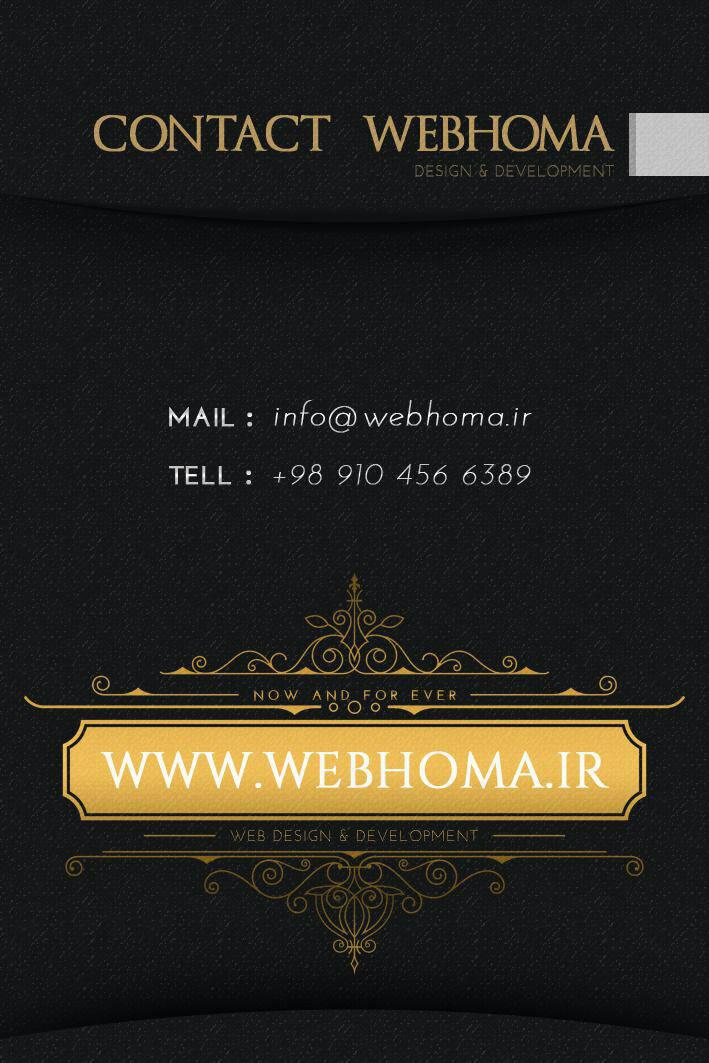 CONTACT WEBHOMA
DESIGN & DEVELOPMENT
MAIL : info@webhoma.ir
TELL : +98 910 456 6389
NOW AND FOR EVER
WWW.WEBHOMA.IR
WEB DESIGN & DEVELOPMENT